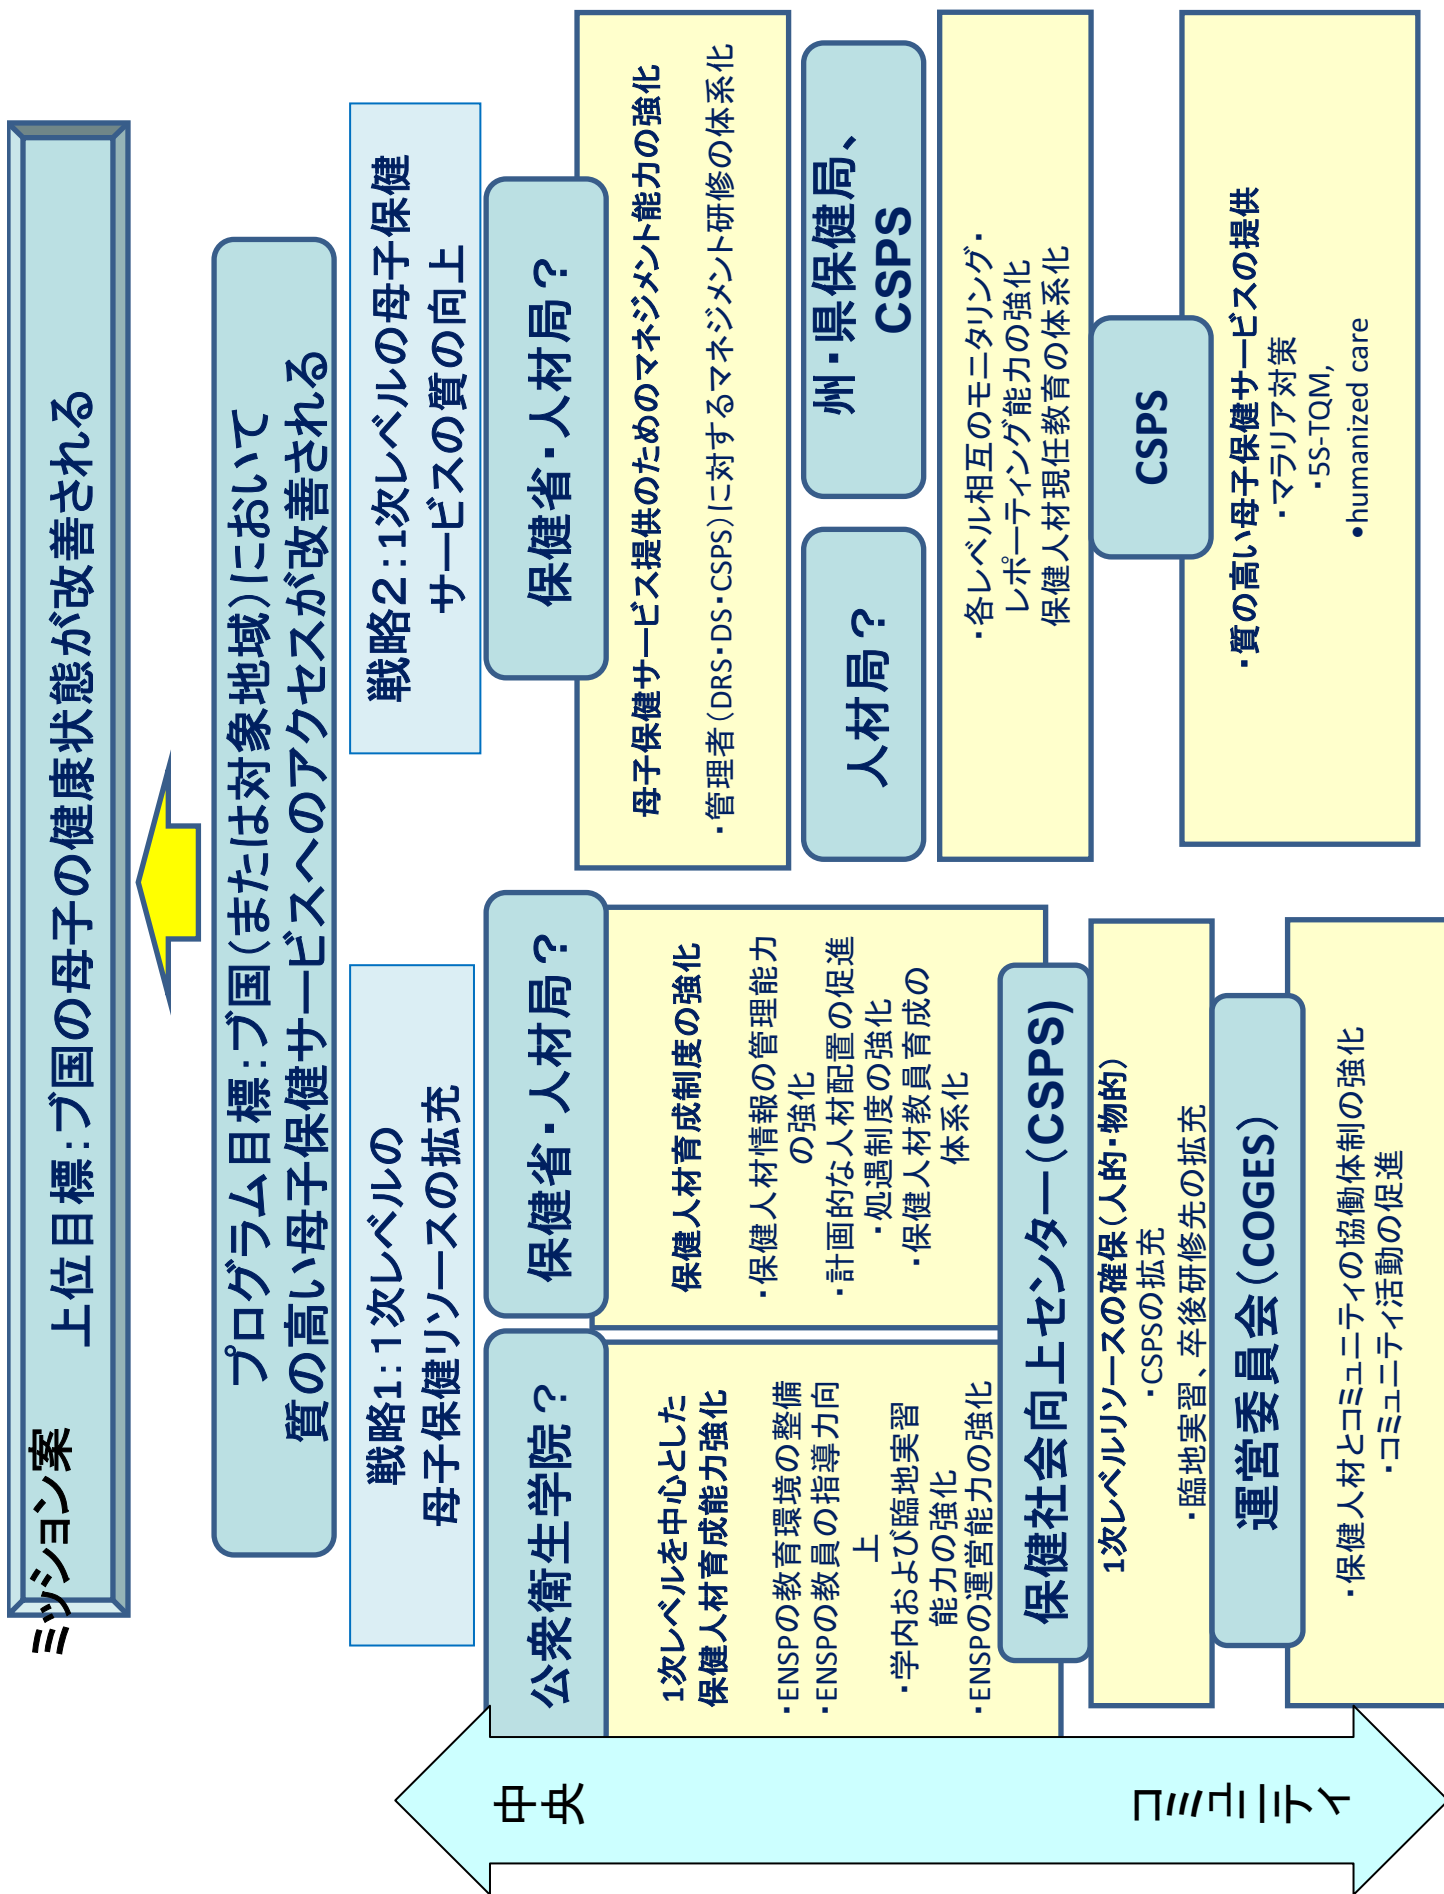 ミッション案
上位目標：ブ国の母子の健康状態が改善される
プログラム目標：ブ国（または対象地域）において
質の高い母子保健サービスへのアクセスが改善される
戦略1：1次レベルの
母子保健リソースの拡充
戦略2：1次レベルの母子保健
サービスの質の向上
中央
コミュニティ
公衆衛生学院？
1次レベルを中心とした
保健人材育成能力強化
・ENSPの教育環境の整備
・ENSPの教員の指導力向
上
・学内および臨地実習
能力の強化
・ENSPの運営能力の強化
保健省・人材局？
保健人材育成制度の強化
・保健人材情報の管理能力
の強化
・計画的な人材配置の促進
・処遇制度の強化
・保健人材教員育成の
体系化
保健社会向上センター（CSPS）
1次レベルリソースの確保（人的・物的）
・CSPSの拡充
・臨地実習、卒後研修先の拡充
運営委員会（COGES）
・保健人材とコミュニティの協働体制の強化
・コミュニティ活動の促進
保健省・人材局？
母子保健サービス提供のためのマネジメント能力の強化
・管理者（DRS・DS・CSPS）に対するマネジメント研修の体系化
人材局？
州・県保健局、
CSPS
・各レベル相互のモニタリング・
レポーティング能力の強化
保健人材現任教育の体系化
CSPS
・質の高い母子保健サービスの提供
・マラリア対策
・5S-TQM,
•humanized care